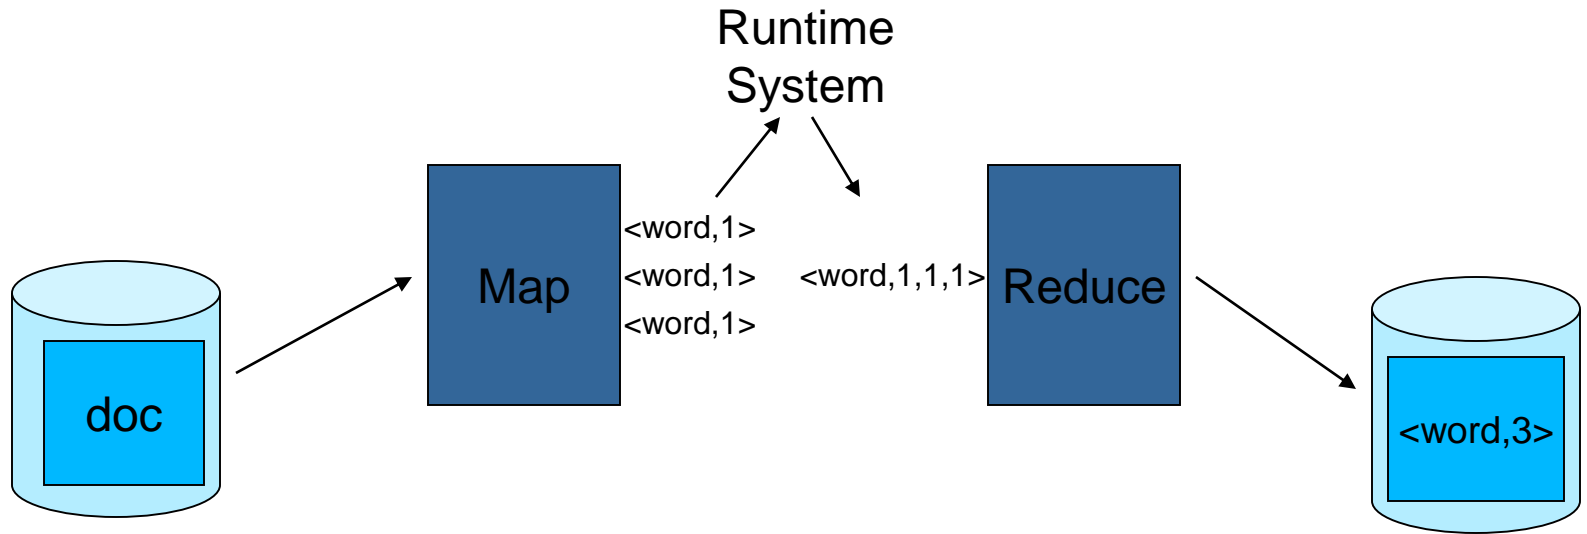 Runtime
System
<word,1>
<word,1>
<word,1>
Map
<word,1,1,1>
Reduce
doc
<word,3>